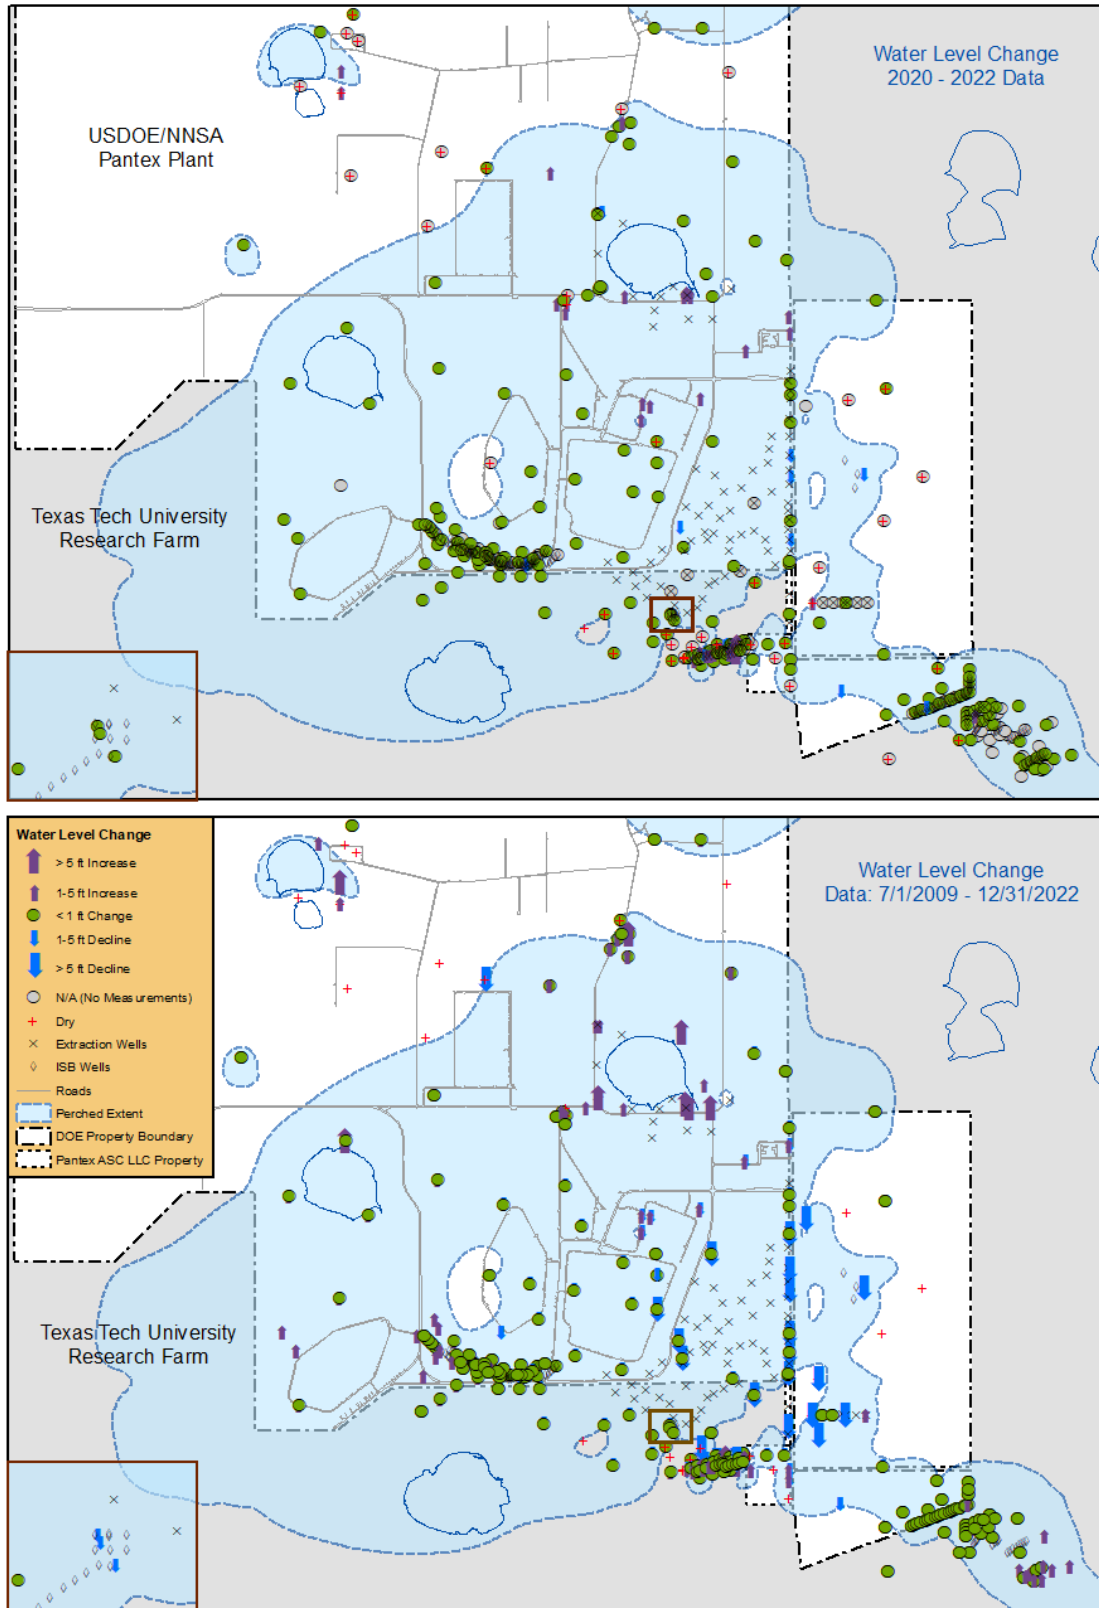 Water Level Change
2020 - 2022 Data
USDOE/NNSA
Pantex Plant
Texas Tech University
Research Farm
Water Level Change
> 5 ft Increase
1-5 ft Increase
< 1 ft Change
1-5 ft Decline
> 5 ft Decline
N/A (No Measurements)
Dry
Extraction Wells
ISB Wells
Roads
Perched Extent
DOE Property Boundary
Pantex ASC LLC Property
Water Level Change
Data: 7/1/2009 - 12/31/2022
Texas Tech University
Research Farm